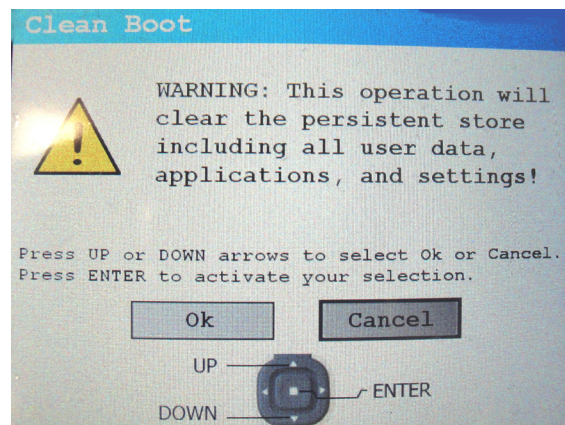 Clean Boot
WARNING: This operation will
clear the persistent store
including all user data,
applications, and settings!
Press UP or DOWN arrows to select Ok or Cancel.
Press ENTER to activate your selection.
Ok Cancel
UP
ENTER
DOWN